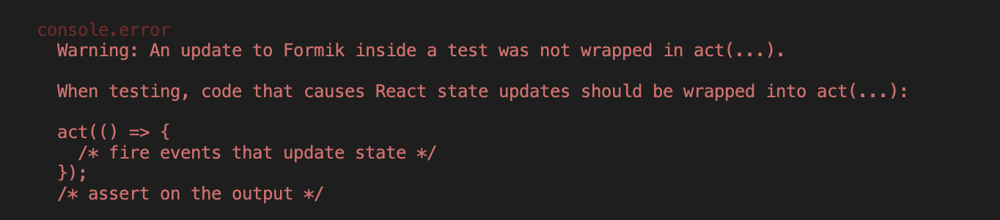 console.error
Warning: An update to Formik inside a test was not wrapped in act(...).
When testing, code that causes React state updates should be wrapped into act(...):
act(() => {
/* fire events that update state */
});
/* assert on the output */